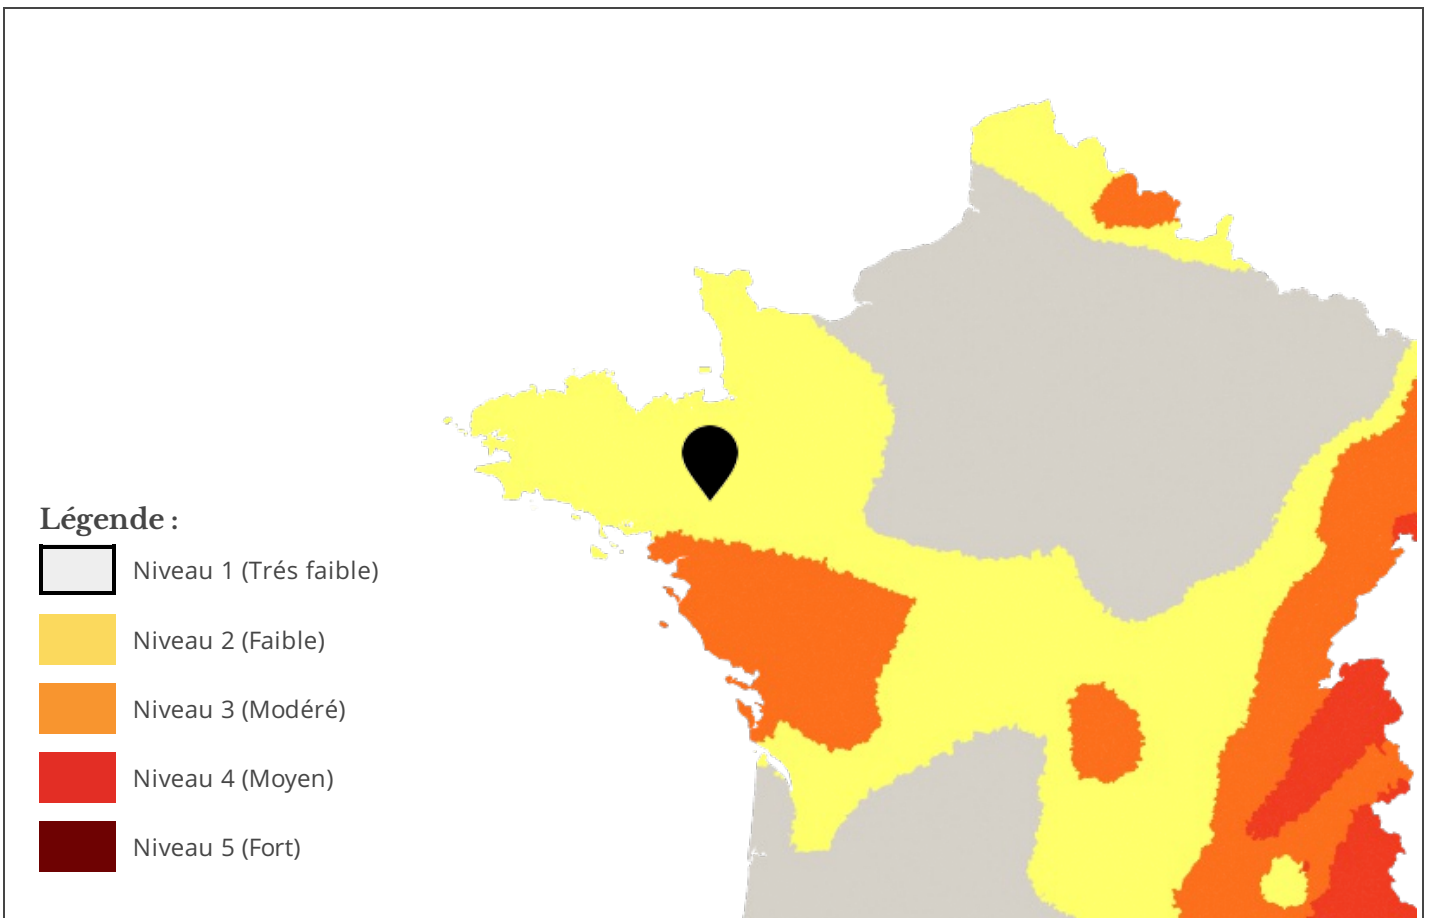 Légende :
Niveau 1 (Trés faible)
Niveau 2 (Faible)
Niveau 3 (Modéré)
Niveau 4 (Moyen)
Niveau 5 (Fort)